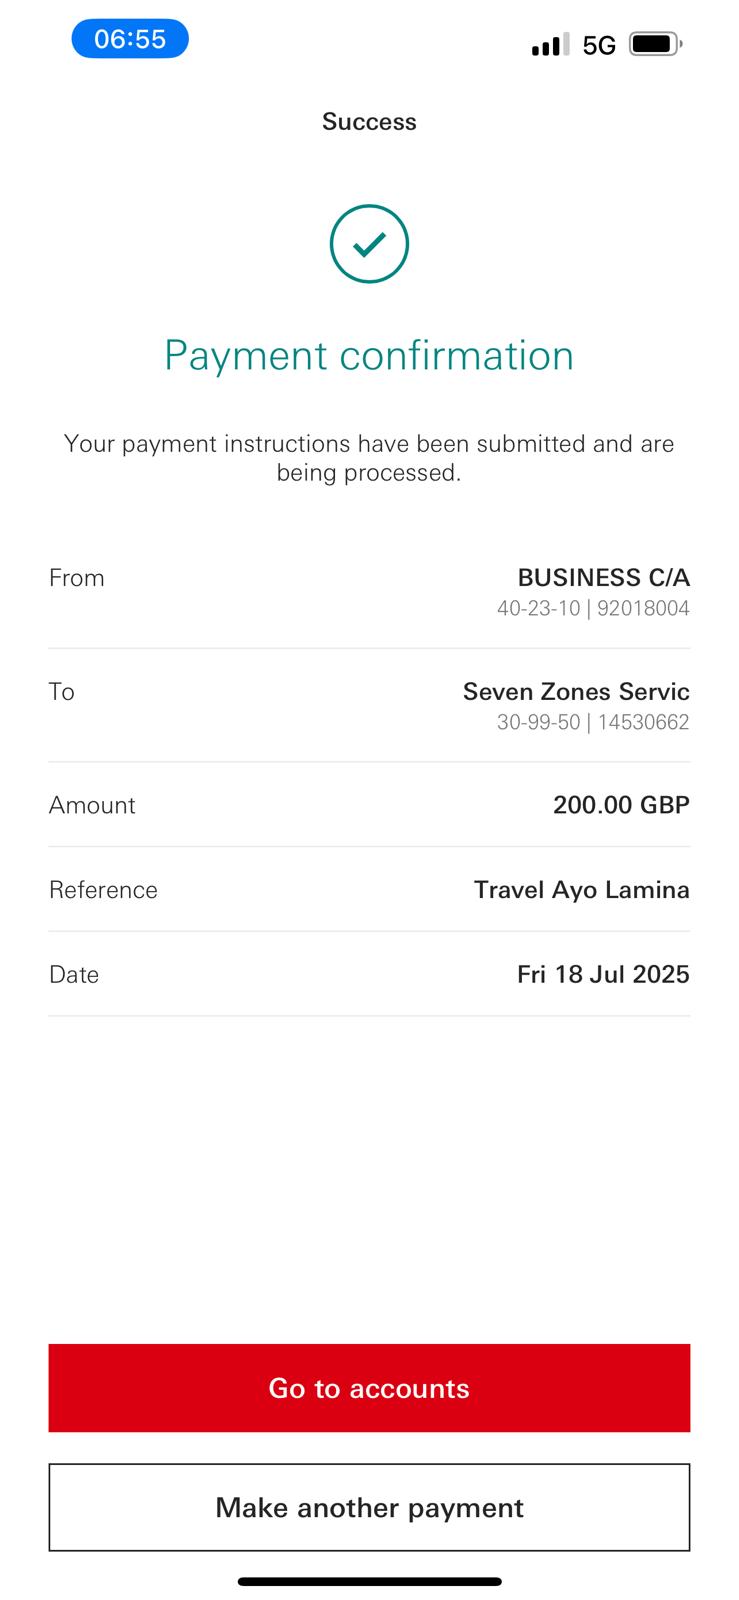 06:55
5G
Success
Payment confirmation
Your payment instructions have been submitted and are
being processed.
From
BUSINESS C/A
40-23-10 | 92018004
To
Seven Zones Servic
30-99-50 | 14530662
Amount
200.00 GBP
Reference
Travel Ayo Lamina
Date
Fri 18 Jul 2025
Go to accounts
Make another payment